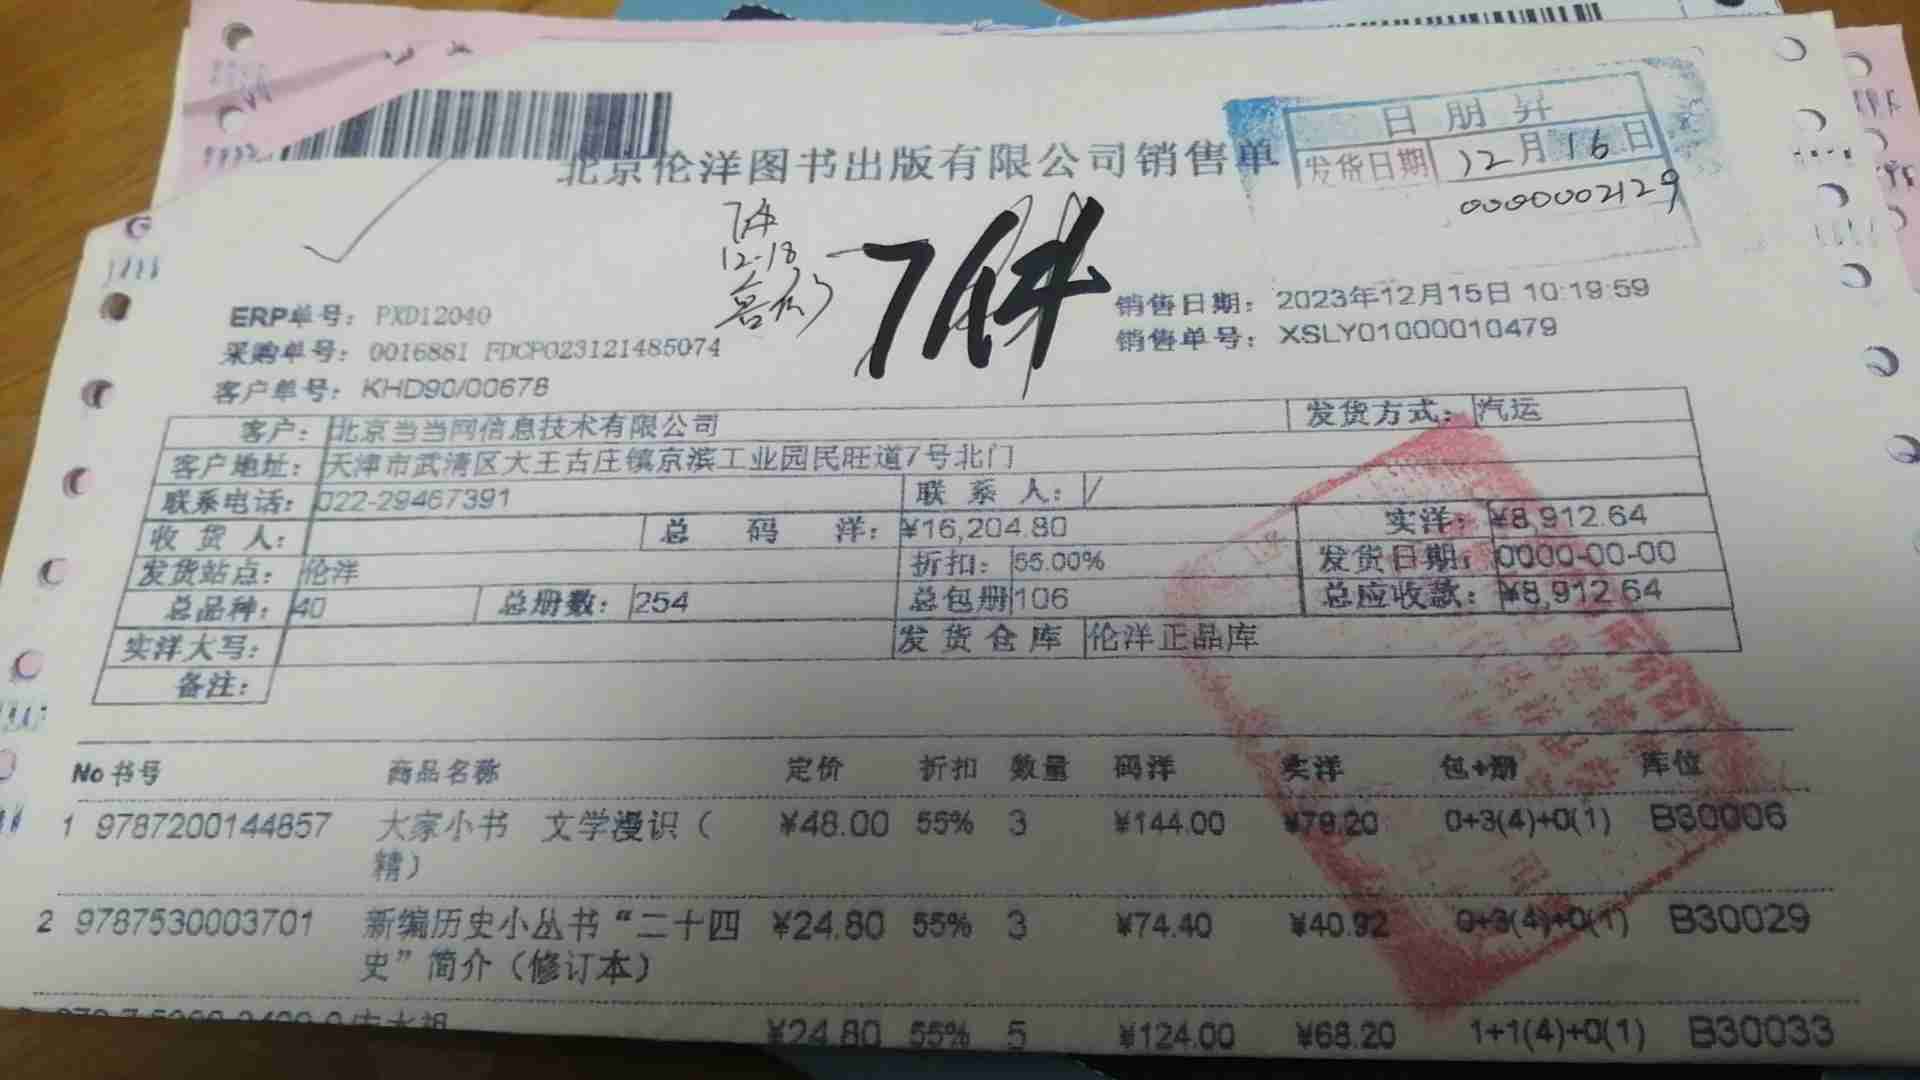 日朋昇
发货日期 12月16日
0000002129
北京伦洋图书出版有限公司销售单
7件
12-18
7件
ERP单号: PXD12040
销售日期: 2023年12月15日 10:19:59
采购单号: 0016881 FDCP023121485074
销售单号: XSLY01000010479
客户单号: KHD90/00678
客户: 北京当当网信息技术有限公司 发货方式: 汽运
客户地址: 天津市武清区大王古庄镇京滨工业园民旺道7号北门
联系电话: 022-29467391 联系人: /
收货人: 总码洋: ¥16,204.80 实洋: ¥8,912.64
发货站点: 伦洋 折扣: 55.00% 发货日期: 0000-00-00
总品种: 40 总册数: 254 总包册 106 总应收款: ¥8,912.64
实洋大写: 发货仓库 伦洋正品库
备注:
No 书号 商品名称 定价 折扣 数量 码洋 实洋 包+册 库位
1 9787200144857 大家小书 文学漫识（ ¥48.00 55% 3 ¥144.00 ¥79.20 0+3(4)+0(1) B30006
精）
2 9787530003701 新编历史小丛书“二十四 ¥24.80 55% 3 ¥74.40 ¥40.92 0+3(4)+0(1) B30029
史”简介（修订本）
¥24.80 55% 5 ¥124.00 ¥68.20 1+1(4)+0(1) B30033